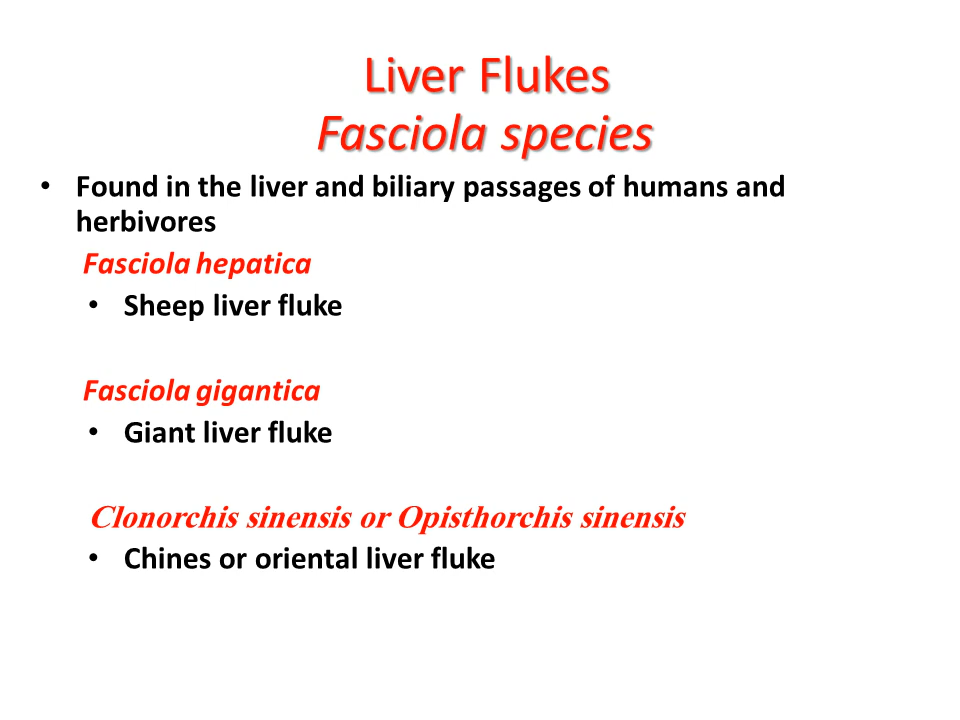 Liver Flukes
Fasciola species
• Found in the liver and biliary passages of humans and
herbivores
Fasciola hepatica
• Sheep liver fluke
Fasciola gigantica
• Giant liver fluke
Clonorchis sinensis or Opisthorchis sinensis
• Chines or oriental liver fluke